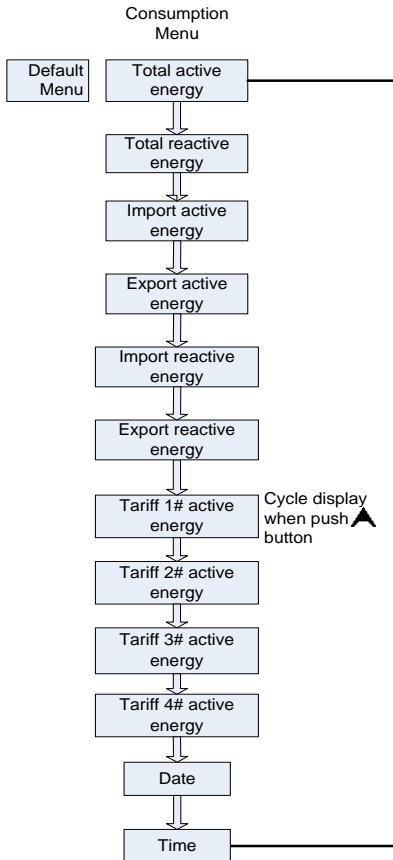 Consumption
Menu
Default
Menu
Total active
energy
Total reactive
energy
Import active
energy
Export active
energy
Import reactive
energy
Export reactive
energy
Tariff 1# active
energy
Cycle display
when push
button
Tariff 2# active
energy
Tariff 3# active
energy
Tariff 4# active
energy
Date
Time